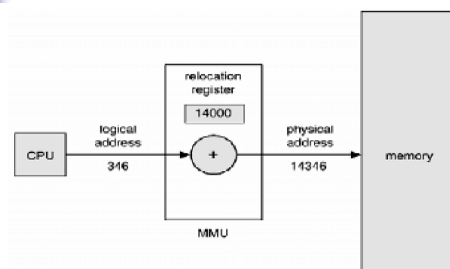 relocation
register
14000
logical
address
physical
address
CPU
+
memory
346
14346
MMU